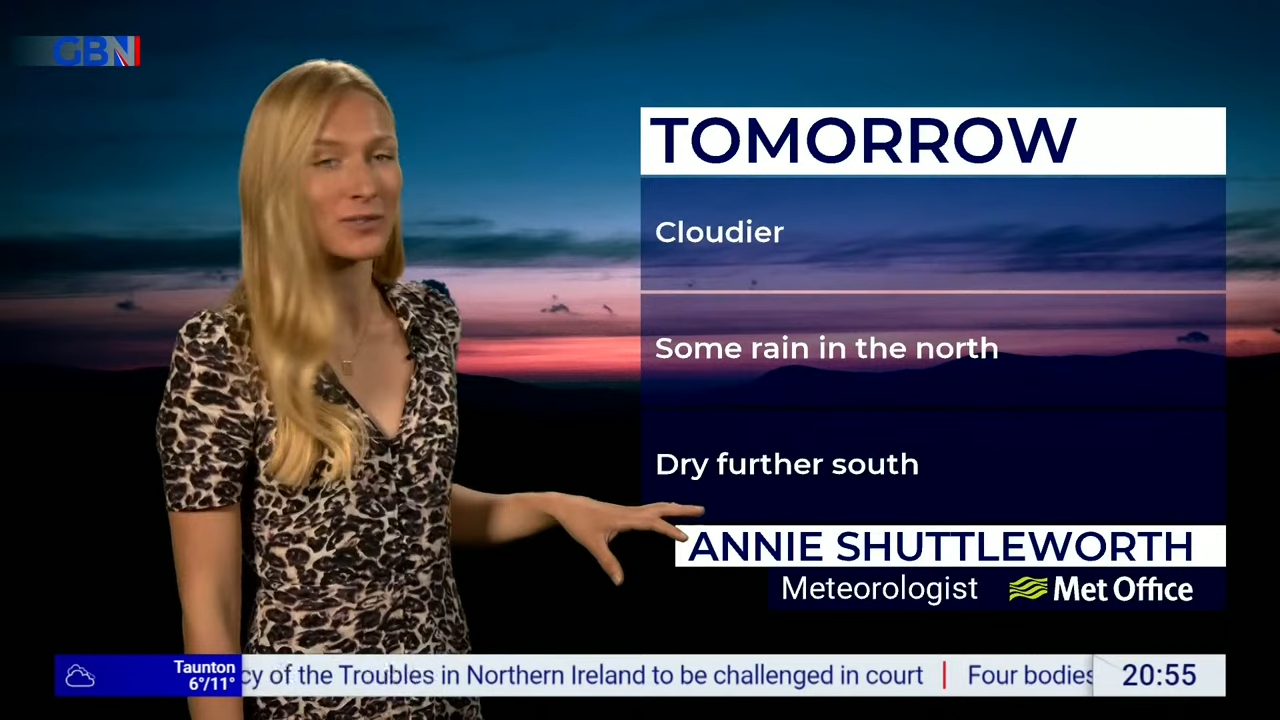 GBN
TOMORROW
Cloudier
Some rain in the north
Dry further south
ANNIE SHUTTLEWORTH
Meteorologist Met Office
Taunton
6°/11°
cy of the Troubles in Northern Ireland to be challenged in court | Four bodies
20:55